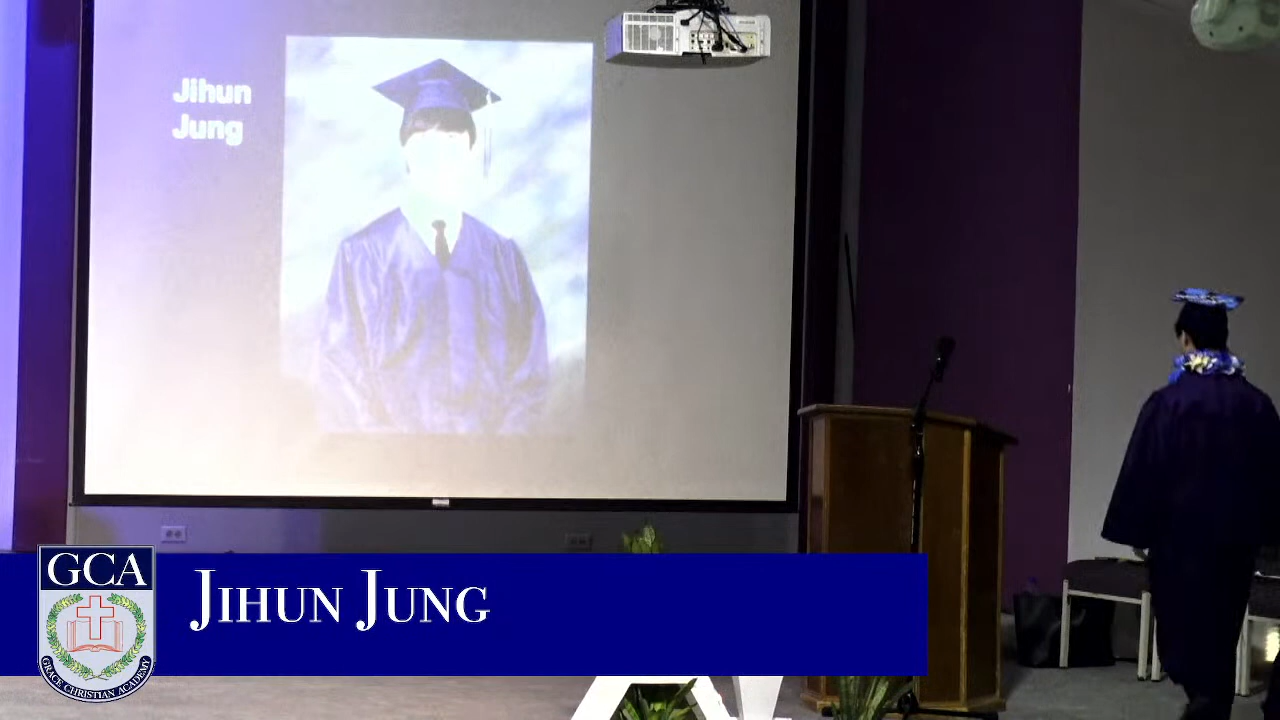 Jihun
Jung
GCA
JIHUN JUNG
GRACE CHRISTIAN ACADEMY